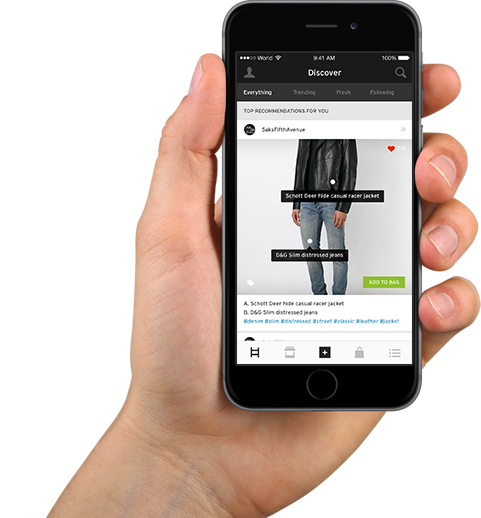 World
9:41 AM
100%
Discover
Everything
Trending
Fresh
Following
TOP RECOMMENDATIONS FOR YOU
SaksFifthAvenue
Schott Deer hide casual racer jacket
D&G Slim distressed jeans
ADD TO BAG
A. Schott Deer hide casual racer jacket
B. D&G Slim distressed jeans
#denim #slim #distressed #street #classic #leather #jacket